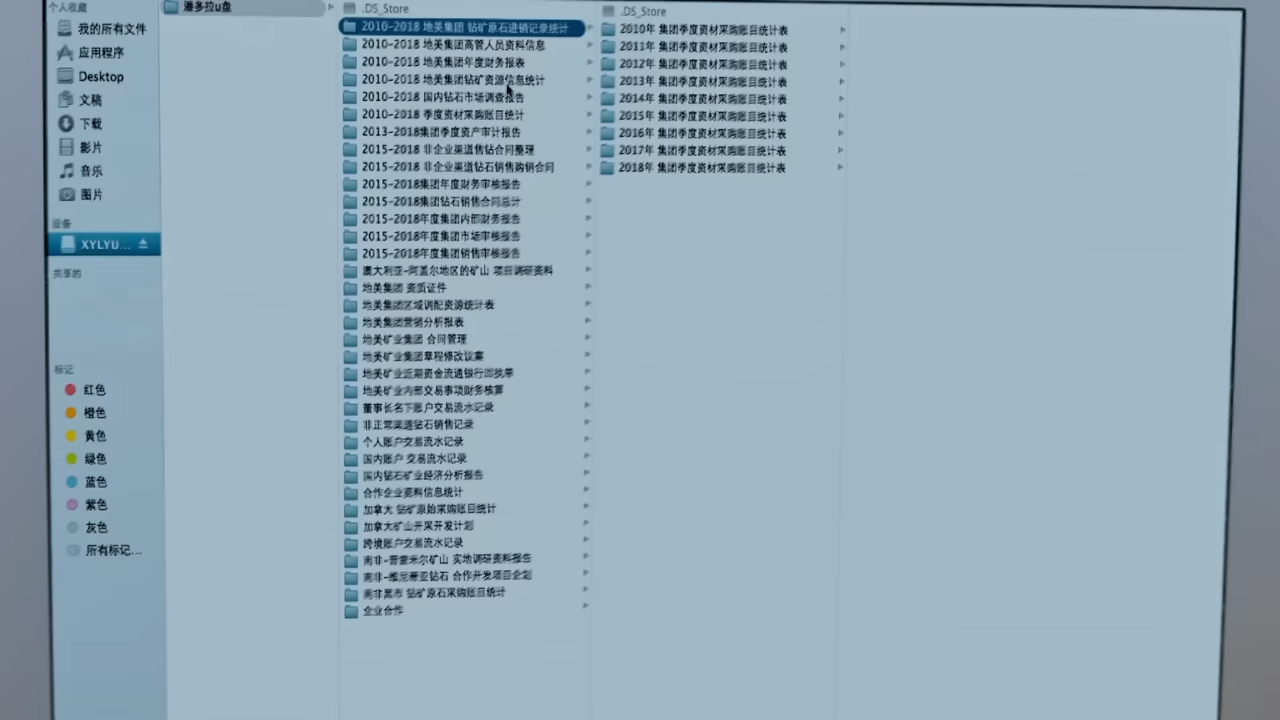 个人收藏
我的所有文件
应用程序
Desktop
文稿
下载
影片
音乐
图片
设备
XYLYU...
共享的
标记
红色
橙色
黄色
绿色
蓝色
紫色
灰色
所有标记...
潘多拉u盘
.DS_Store
2010-2018 地美集团 钻矿原石进销记录统计
2010-2018 地美集团高管人员资料信息
2010-2018 地美集团年度财务报表
2010-2018 地美集团钻矿资源信息统计
2010-2018 国内钻石市场调查报告
2010-2018 季度资材采购账目统计
2013-2018集团季度资产审计报告
2015-2018 非企业渠道售钻合同整理
2015-2018 非企业渠道钻石销售购销合同
2015-2018集团年度财务审核报告
2015-2018集团钻石销售合同总计
2015-2018年度集团内部财务报告
2015-2018年度集团市场审核报告
2015-2018年度集团销售审核报告
澳大利亚-阿盖尔地区的矿山 项目调研资料
地美集团 资质证件
地美集团区域调配资源统计表
地美集团营销分析报表
地美矿业集团 合同管理
地美矿业集团章程修改议案
地美矿业近期资金流通银行回执单
地美矿业内部交易事项财务核算
董事长名下账户交易流水记录
非正常渠道钻石销售记录
个人账户交易流水记录
国内账户 交易流水记录
国内钻石矿业经济分析报告
合作企业资料信息统计
加拿大 钻矿原始采购账目统计
加拿大矿山开采开发计划
跨境账户交易流水记录
南非-普雷米尔矿山 实地调研资料报告
南非-维尼蒂亚钻石 合作开发项目企划
南非黑市 钻矿原石采购账目统计
企业合作
.DS_Store
2010年 集团季度资材采购账目统计表
2011年 集团季度资材采购账目统计表
2012年 集团季度资材采购账目统计表
2013年 集团季度资材采购账目统计表
2014年 集团季度资材采购账目统计表
2015年 集团季度资材采购账目统计表
2016年 集团季度资材采购账目统计表
2017年 集团季度资材采购账目统计表
2018年 集团季度资材采购账目统计表